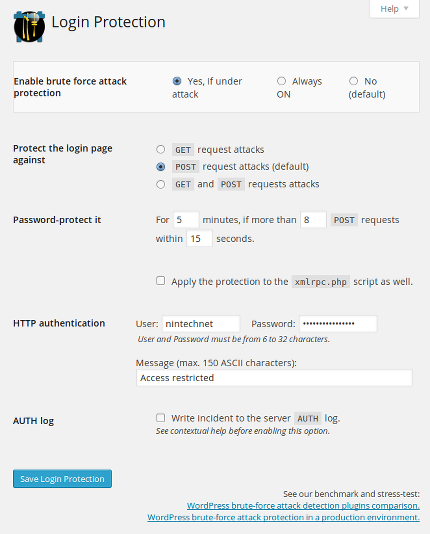 Help
Login Protection
Enable brute force attack protection
Yes, if under attack
Always ON
No (default)
Protect the login page against
GET request attacks
POST request attacks (default)
GET and POST requests attacks
Password-protect it
For 5 minutes, if more than 8 POST requests
within 15 seconds.
Apply the protection to the xmlrpc.php script as well.
HTTP authentication
User: nintechnet Password: ••••••••••••••••
User and Password must be from 6 to 32 characters.
Message (max. 150 ASCII characters):
Access restricted
AUTH log
Write incident to the server AUTH log.
See contextual help before enabling this option.
Save Login Protection
See our benchmark and stress-test:
WordPress brute-force attack detection plugins comparison.
WordPress brute-force attack protection in a production environment.